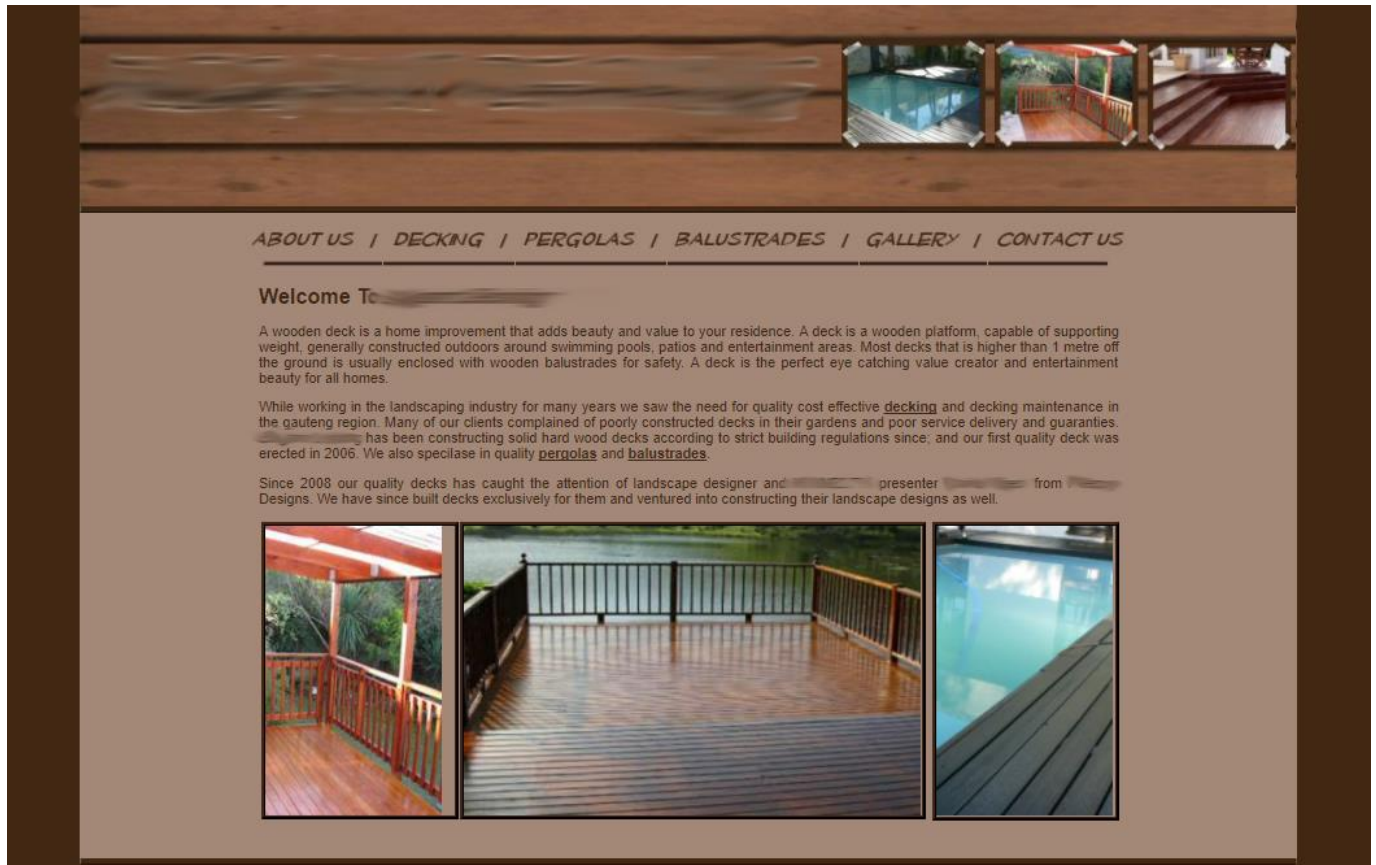 ABOUT US / DECKING / PERGOLAS / BALUSTRADES / GALLERY / CONTACT US
Welcome To
A wooden deck is a home improvement that adds beauty and value to your residence. A deck is a wooden platform, capable of supporting
weight, generally constructed outdoors around swimming pools, patios and entertainment areas. Most decks that is higher than 1 metre off
the ground is usually enclosed with wooden balustrades for safety. A deck is the perfect eye catching value creator and entertainment
beauty for all homes.
While working in the landscaping industry for many years we saw the need for quality cost effective decking and decking maintenance in
the gauteng region. Many of our clients complained of poorly constructed decks in their gardens and poor service delivery and guaranties.
has been constructing solid hard wood decks according to strict building regulations since; and our first quality deck was
erected in 2006. We also specilase in quality pergolas and balustrades.
Since 2008 our quality decks has caught the attention of landscape designer and presenter from
Designs. We have since built decks exclusively for them and ventured into constructing their landscape designs as well.